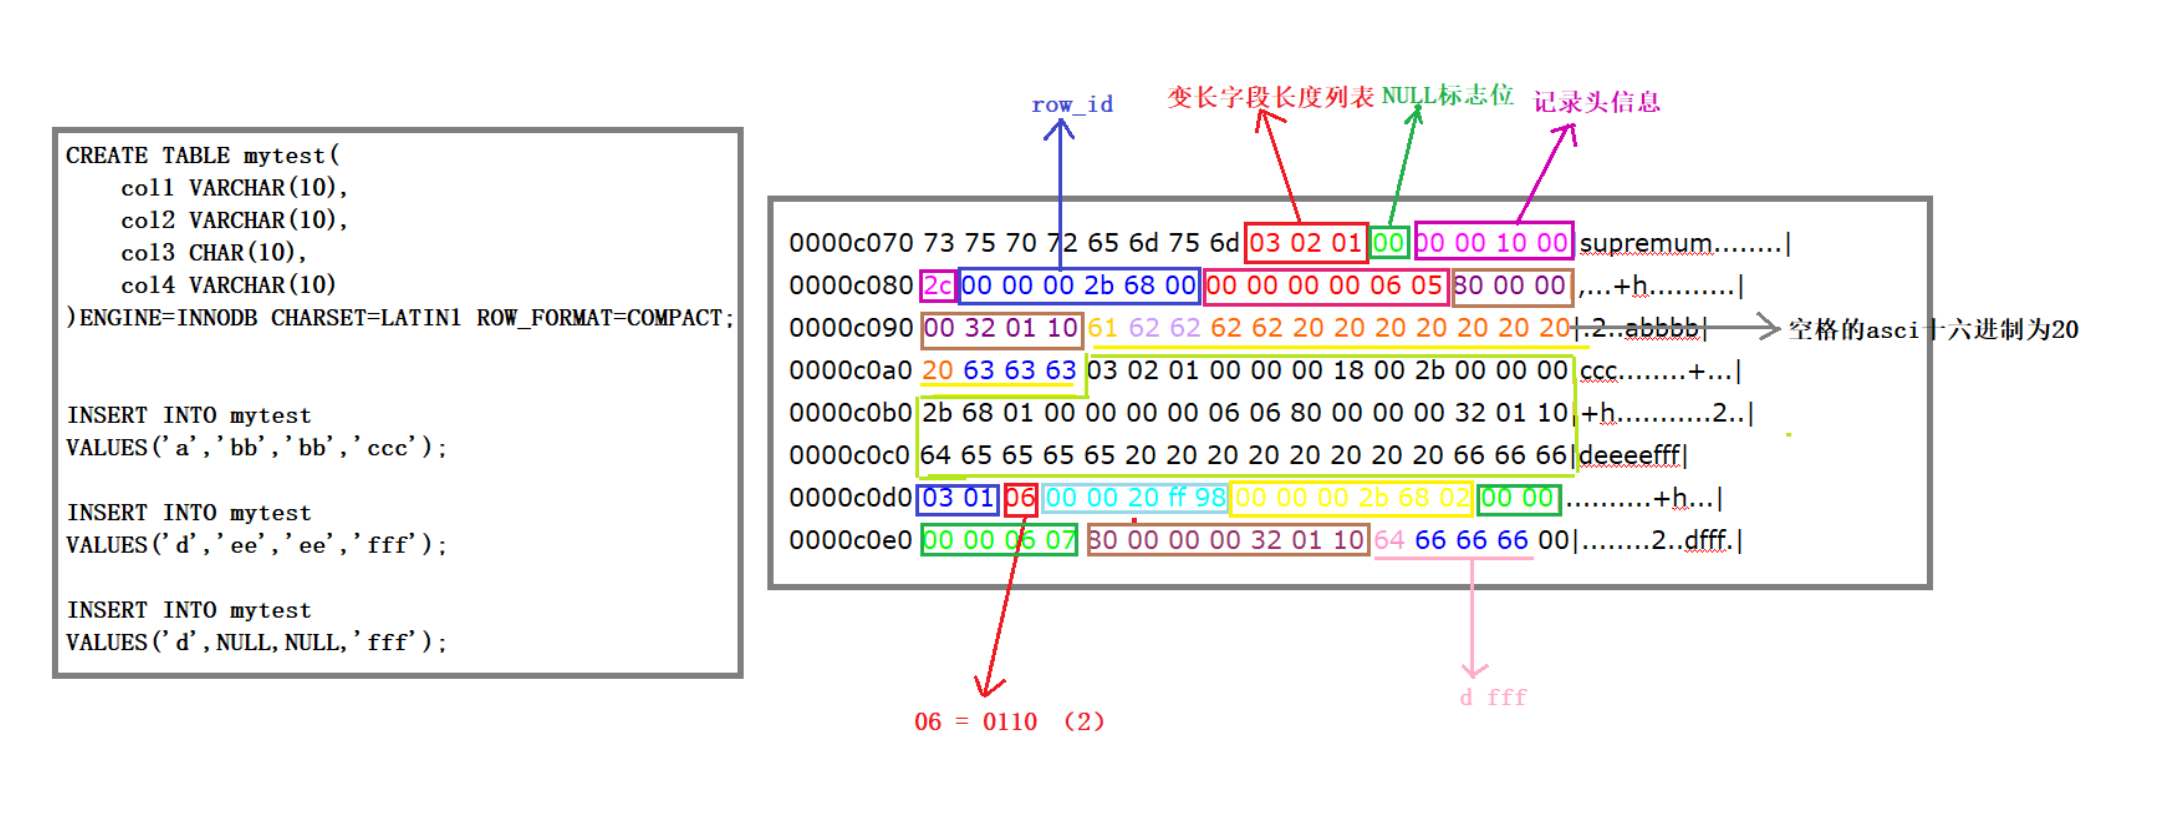 row_id
变长字段长度列表
NULL标志位
记录头信息
CREATE TABLE mytest(
col1 VARCHAR(10),
col2 VARCHAR(10),
col3 CHAR(10),
col4 VARCHAR(10)
)ENGINE=INNODB CHARSET=LATIN1 ROW_FORMAT=COMPACT;
INSERT INTO mytest
VALUES('a','bb','bb','ccc');
INSERT INTO mytest
VALUES('d','ee','ee','fff');
INSERT INTO mytest
VALUES('d',NULL,NULL,'fff');
0000c070 73 75 70 72 65 6d 75 6d 03 02 01 00 00 00 10 00|supremum........|
0000c080 2c 00 00 00 2b 68 00 00 00 00 00 06 05 80 00 00|,...+h..........|
0000c090 00 32 01 10 61 62 62 62 62 20 20 20 20 20 20 20|.2..abbbb|
空格的asci十六进制为20
0000c0a0 20 63 63 63 03 02 01 00 00 00 18 00 2b 00 00 00|ccc........+...|
0000c0b0 2b 68 01 00 00 00 00 06 06 80 00 00 00 32 01 10|+h...........2..|
0000c0c0 64 65 65 65 65 20 20 20 20 20 20 20 20 66 66 66|deeeefff|
0000c0d0 03 01 06 00 00 20 ff 98 00 00 00 2b 68 02 00 00|..........+h...|
0000c0e0 00 00 06 07 80 00 00 00 32 01 10 64 66 66 66 00|........2..dfff.|
d fff
06 = 0110 （2）